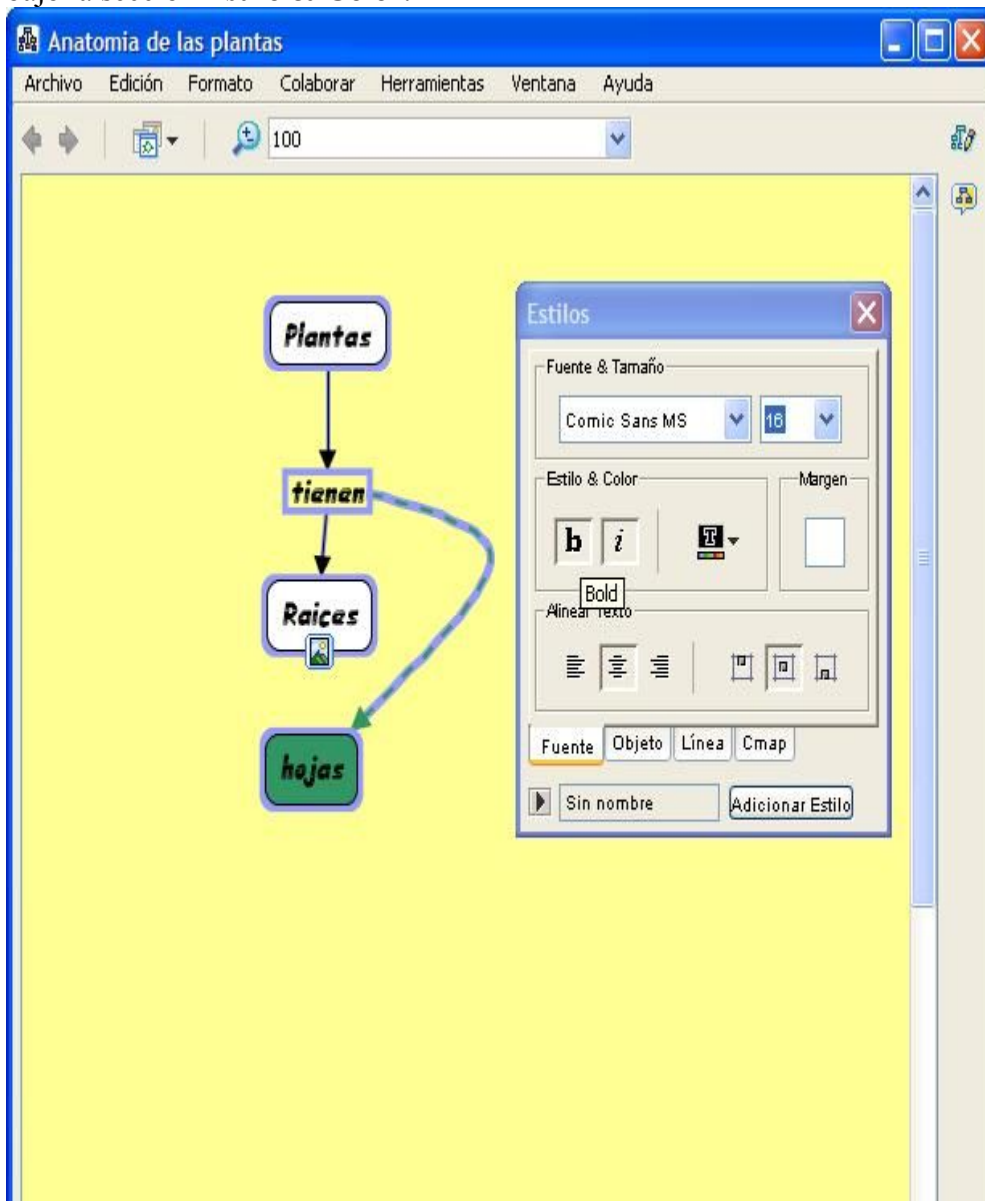 Anatomia de las plantas
Archivo Edición Formato Colaborar Herramientas Ventana Ayuda
100
Plantas
tienen
Raices
hojas
Estilos
Fuente & Tamaño
Comic Sans MS 16
Estilo & Color Margen
b i T
Bold
Alinear Texto
Fuente Objeto Línea Cmap
Sin nombre Adicionar Estilo